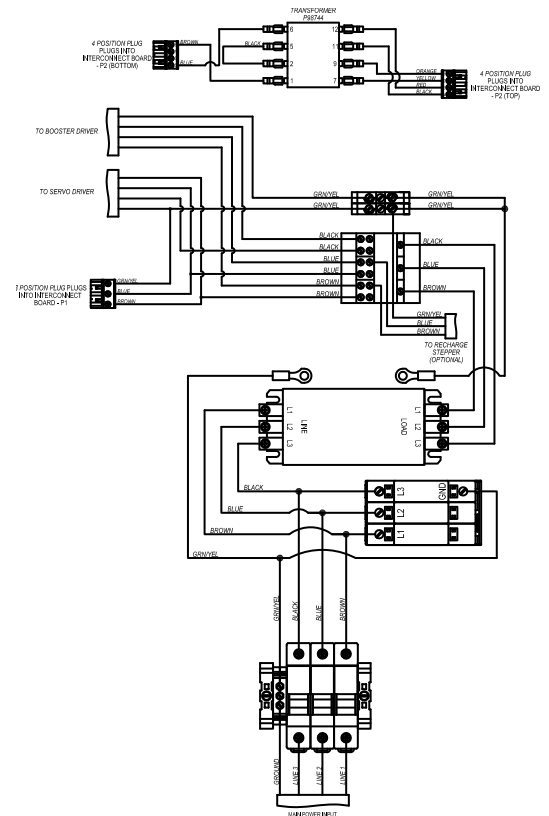 TRANSFORMER
P98744
4 POSITION PLUG
PLUGS INTO
INTERCONNECT BOARD
- P2 (BOTTOM)
BROWN
BLUE
BLACK
6
5
2
1
12
11
9
7
ORANGE
YELLOW
RED
BLACK
4 POSITION PLUG
PLUGS INTO
INTERCONNECT BOARD
- P2 (TOP)
TO BOOSTER DRIVER
TO SERVO DRIVER
GRN/YEL
GRN/YEL
GRN/YEL
GRN/YEL
BLACK
BLACK
BLUE
BLUE
BROWN
BROWN
BLACK
BLUE
BROWN
POSITION PLUG PLUGS
INTO INTERCONNECT
BOARD - P1
GRN/YEL
BLUE
BROWN
GRN/YEL
BLUE
BROWN
TO RECHARGE
STEPPER
(OPTIONAL)
L1
L2
L3
LINE
LOAD
L1
L2
L3
BLACK
BLUE
BROWN
GRN/YEL
L3
L2
L1
GND
GRN/YEL
BLACK
BLUE
BROWN
GROUND
LINE 3
LINE 2
LINE 1
MAIN POWER INPUT